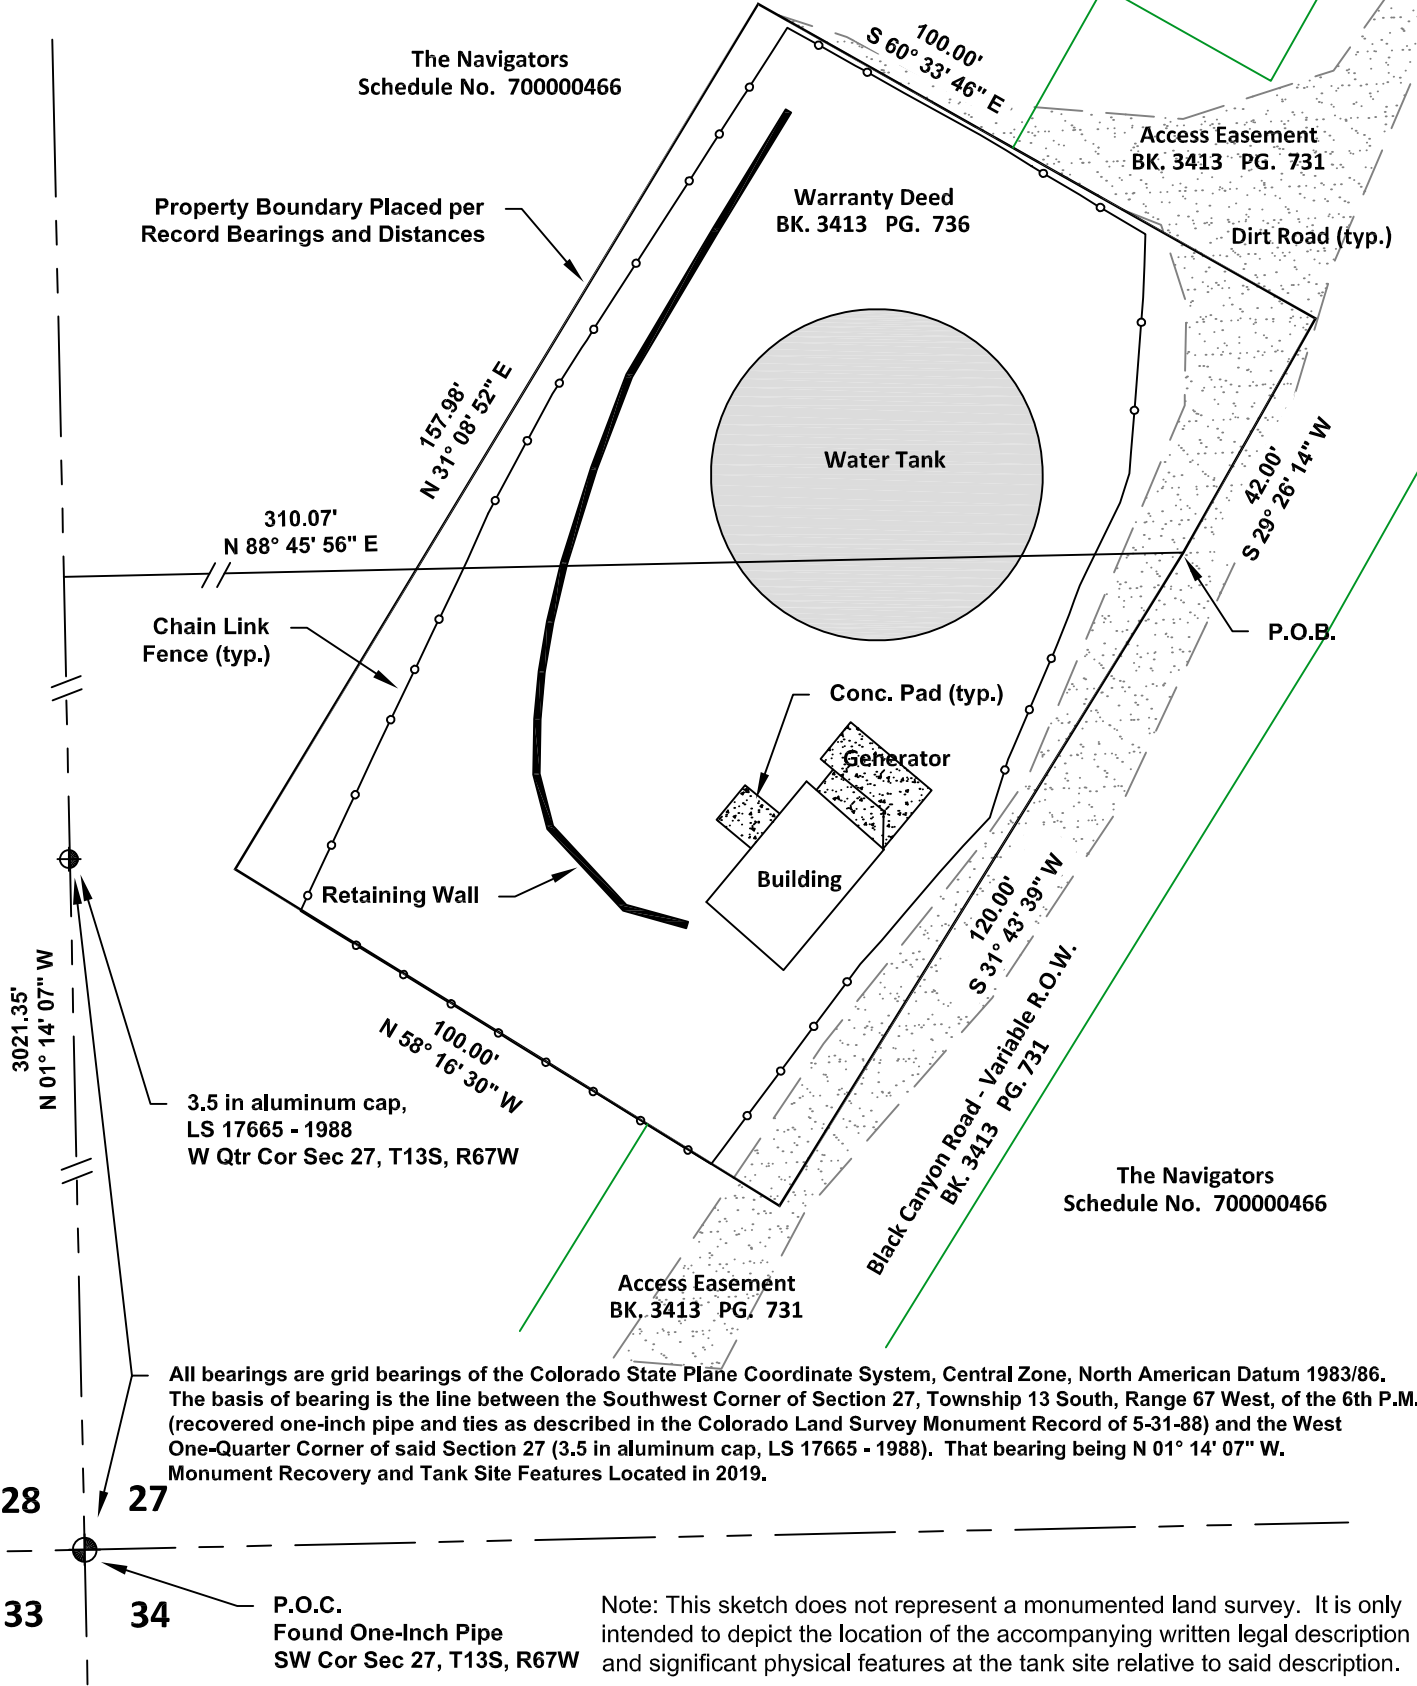 The Navigators
Schedule No. 700000466
100.00'
S 60° 33' 46" E
Access Easement
BK. 3413 PG. 731
Warranty Deed
BK. 3413 PG. 736
Property Boundary Placed per
Record Bearings and Distances
Dirt Road (typ.)
157.98'
N 31° 08' 52" E
Water Tank
42.00'
S 29° 26' 14" W
310.07'
N 88° 45' 56" E
Chain Link
Fence (typ.)
P.O.B.
Conc. Pad (typ.)
Generator
Building
Retaining Wall
120.00'
S 31° 43' 39" W
3021.35'
N 01° 14' 07" W
100.00'
N 58° 16' 30" W
Black Canyon Road - Variable R.O.W.
BK. 3413 PG. 731
3.5 in aluminum cap,
LS 17665 - 1988
W Qtr Cor Sec 27, T13S, R67W
The Navigators
Schedule No. 700000466
Access Easement
BK. 3413 PG. 731
All bearings are grid bearings of the Colorado State Plane Coordinate System, Central Zone, North American Datum 1983/86.
The basis of bearing is the line between the Southwest Corner of Section 27, Township 13 South, Range 67 West, of the 6th P.M.
(recovered one-inch pipe and ties as described in the Colorado Land Survey Monument Record of 5-31-88) and the West
One-Quarter Corner of said Section 27 (3.5 in aluminum cap, LS 17665 - 1988). That bearing being N 01° 14' 07" W.
Monument Recovery and Tank Site Features Located in 2019.
28
27
33
34
P.O.C.
Found One-Inch Pipe
SW Cor Sec 27, T13S, R67W
Note: This sketch does not represent a monumented land survey. It is only
intended to depict the location of the accompanying written legal description
and significant physical features at the tank site relative to said description.